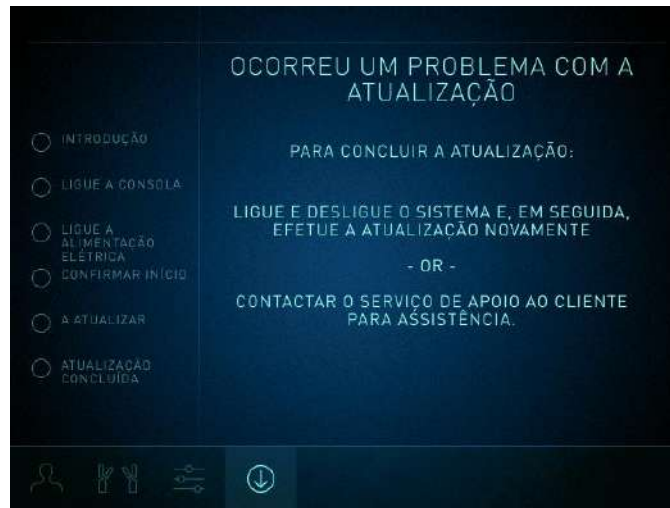 OCORREU UM PROBLEMA COM A
ATUALIZAÇÃO
INTRODUÇÃO
LIGUE A CONSOLA
LIGUE A
ALIMENTAÇÃO
ELÉTRICA
CONFIRMAR INÍCIO
A ATUALIZAR
ATUALIZAÇÃO
CONCLUÍDA
PARA CONCLUIR A ATUALIZAÇÃO:
LIGUE E DESLIGUE O SISTEMA E, EM SEGUIDA,
EFETUE A ATUALIZAÇÃO NOVAMENTE
- OR -
CONTACTAR O SERVIÇO DE APOIO AO CLIENTE
PARA ASSISTÊNCIA.